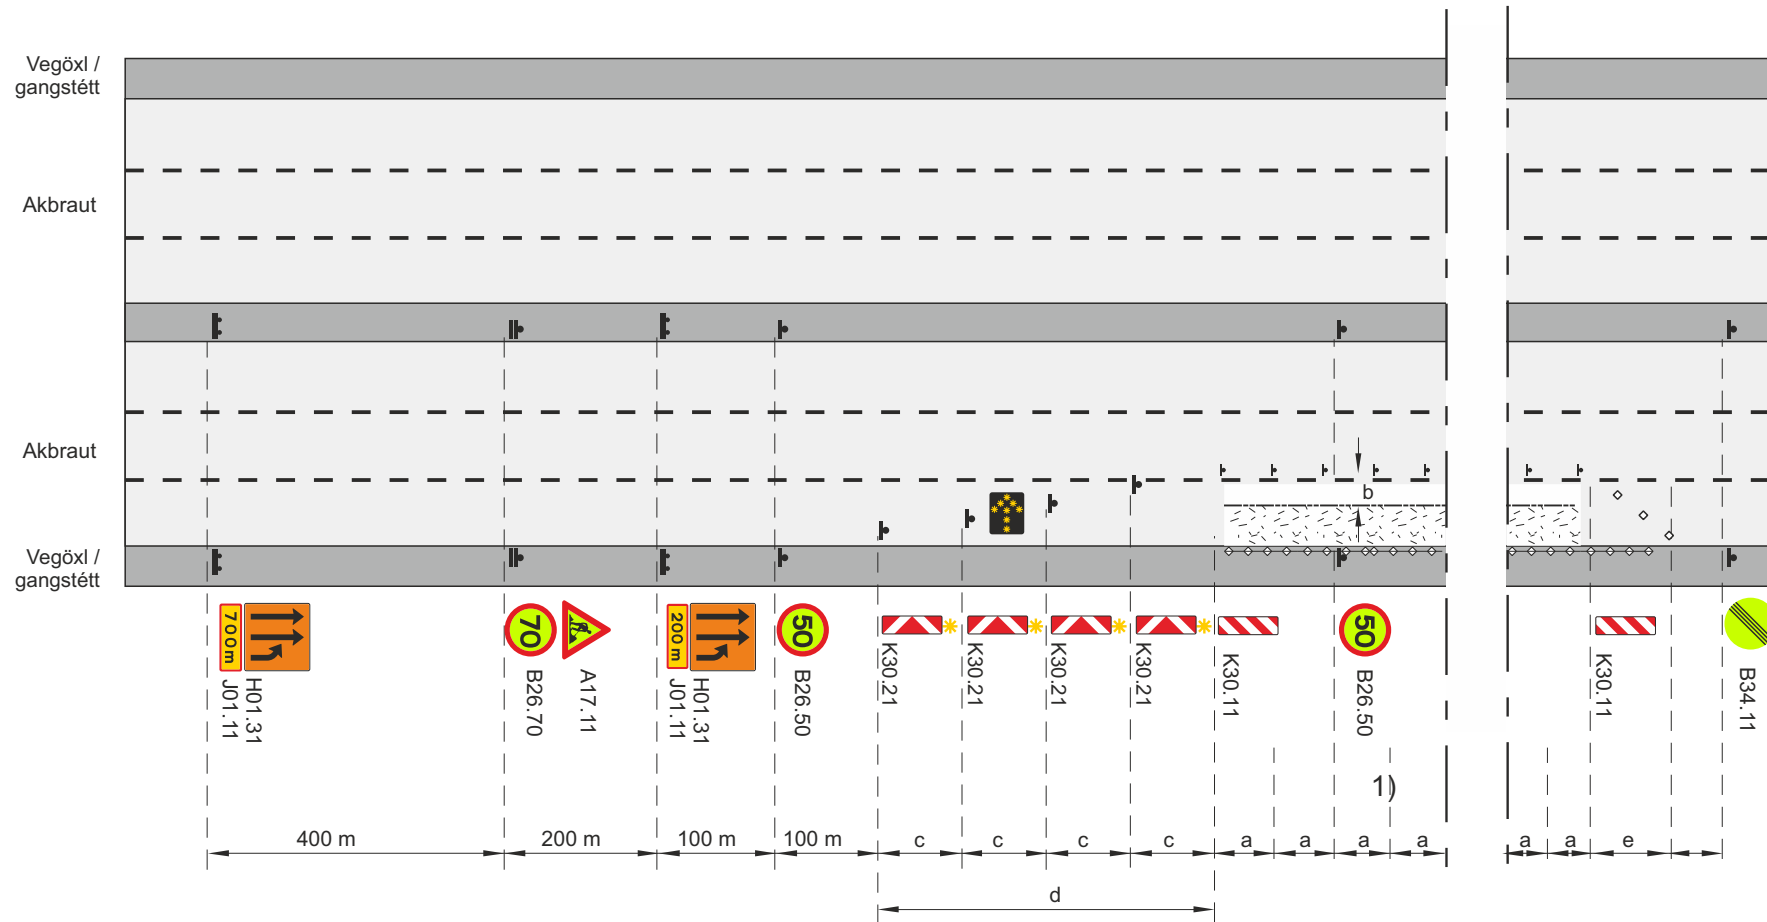 Vegöxl /
gangstétt
Akbraut
Akbraut
Vegöxl /
gangstétt
b
700m
J01.11
H01.31
70
B26.70
A17.11
200 m
J01.11
H01.31
50
B26.50
K30.21
K30.21
K30.21
K30.21
K30.11
50
B26.50
K30.11
B34.11
1)
400 m
200 m
100 m
100 m
c
c
c
c
a
a
a
a
a
a
e
d